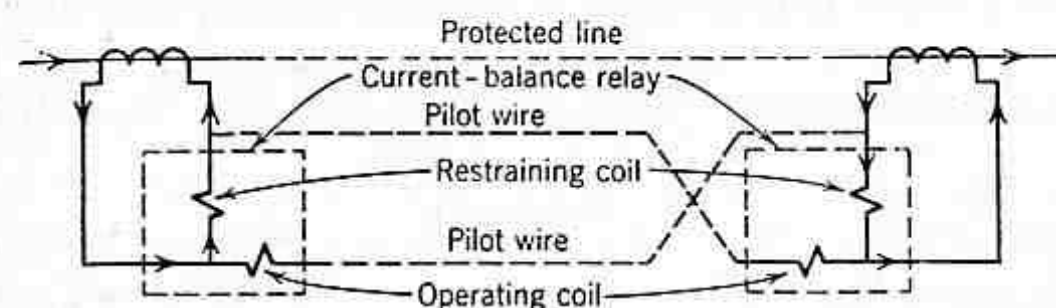 Protected line
Current-balance relay
Pilot wire
Restraining coil
Pilot wire
Operating coil